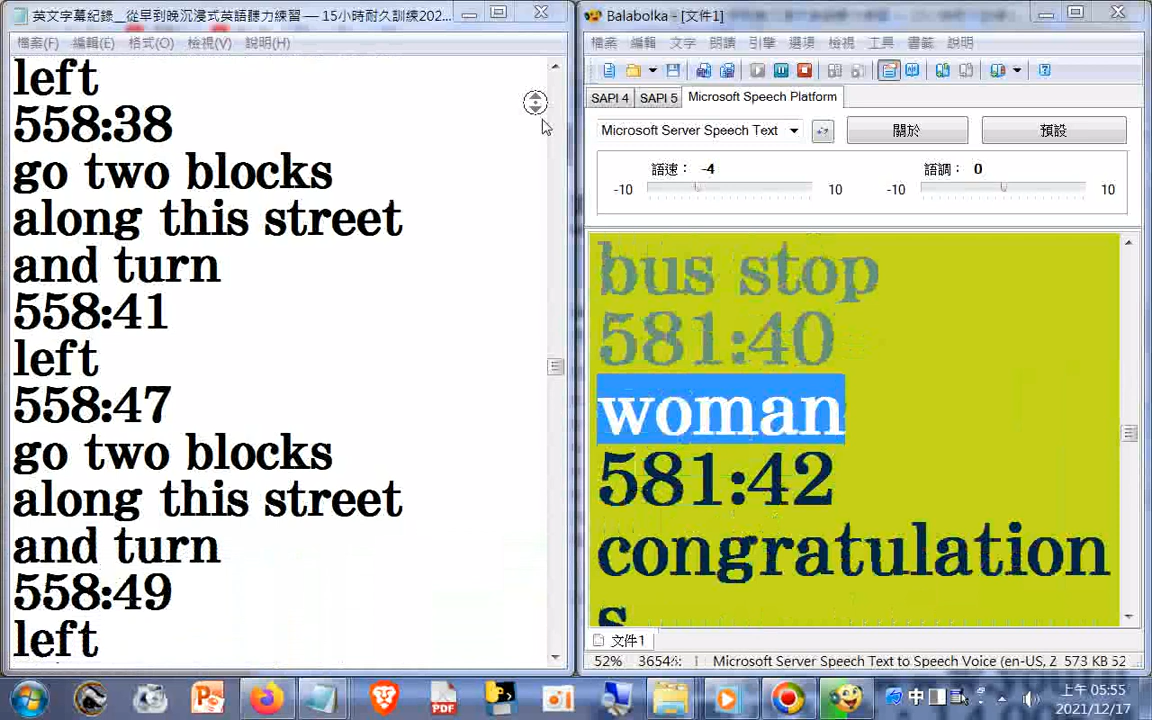 英文字幕紀錄__從早到晚沉浸式英語聽力練習 — 15小時耐久訓練202...
檔案(F) 編輯(E) 格式(O) 檢視(V) 說明(H)
left
558:38
go two blocks
along this street
and turn
558:41
left
558:47
go two blocks
along this street
and turn
558:49
left
Balabolka - [文件1]
檔案 編輯 文字 朗讀 引擎 選項 檢視 工具 書籤 說明
SAPI 4 SAPI 5 Microsoft Speech Platform
Microsoft Server Speech Text 關於 預設
語速： -4 語調： 0
-10 10 -10 10
bus stop
581:40
woman
581:42
congratulation
s
文件1
52% 3654 Microsoft Server Speech Text to Speech Voice (en-US, Z 573 KB 52
PDF
中
上午 05:55
2021/12/17